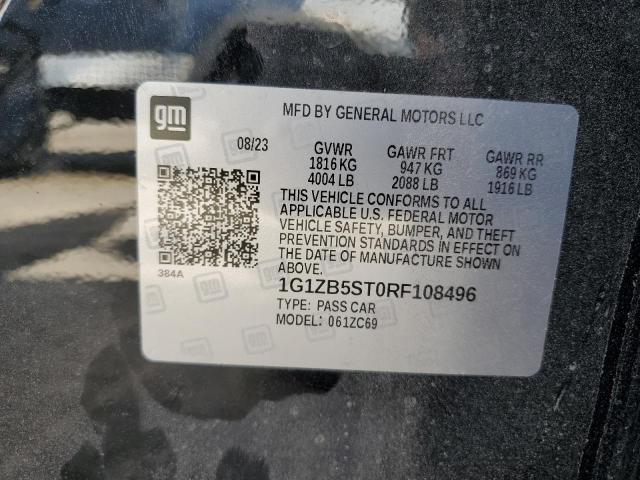 gm
MFD BY GENERAL MOTORS LLC
08/23 GVWR GAWR FRT GAWR RR
1816 KG 947 KG 869 KG
4004 LB 2088 LB 1916 LB
THIS VEHICLE CONFORMS TO ALL
APPLICABLE U.S. FEDERAL MOTOR
VEHICLE SAFETY, BUMPER, AND THEFT
PREVENTION STANDARDS IN EFFECT ON
THE DATE OF MANUFACTURE SHOWN
ABOVE.
384A
1G1ZB5ST0RF108496
TYPE: PASS CAR
MODEL: 061ZC69